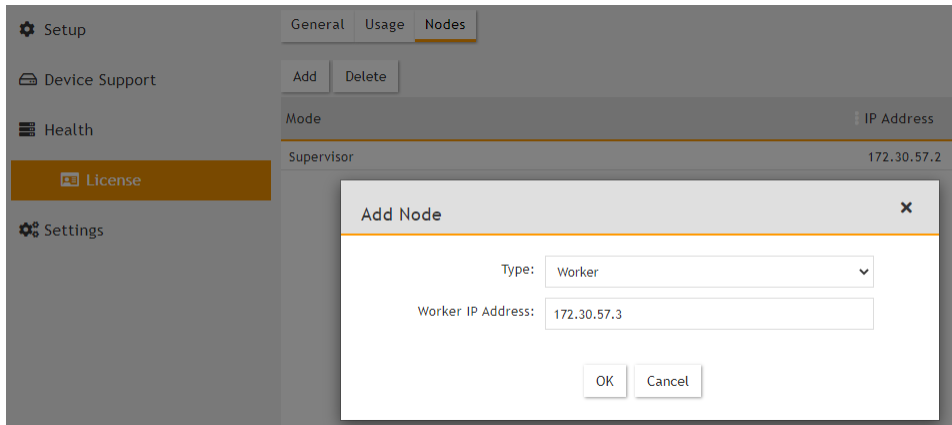 Setup
Device Support
Health
License
Settings
General Usage Nodes
Add Delete
Mode IP Address
Supervisor 172.30.57.2
Add Node
Type: Worker
Worker IP Address: 172.30.57.3
OK Cancel